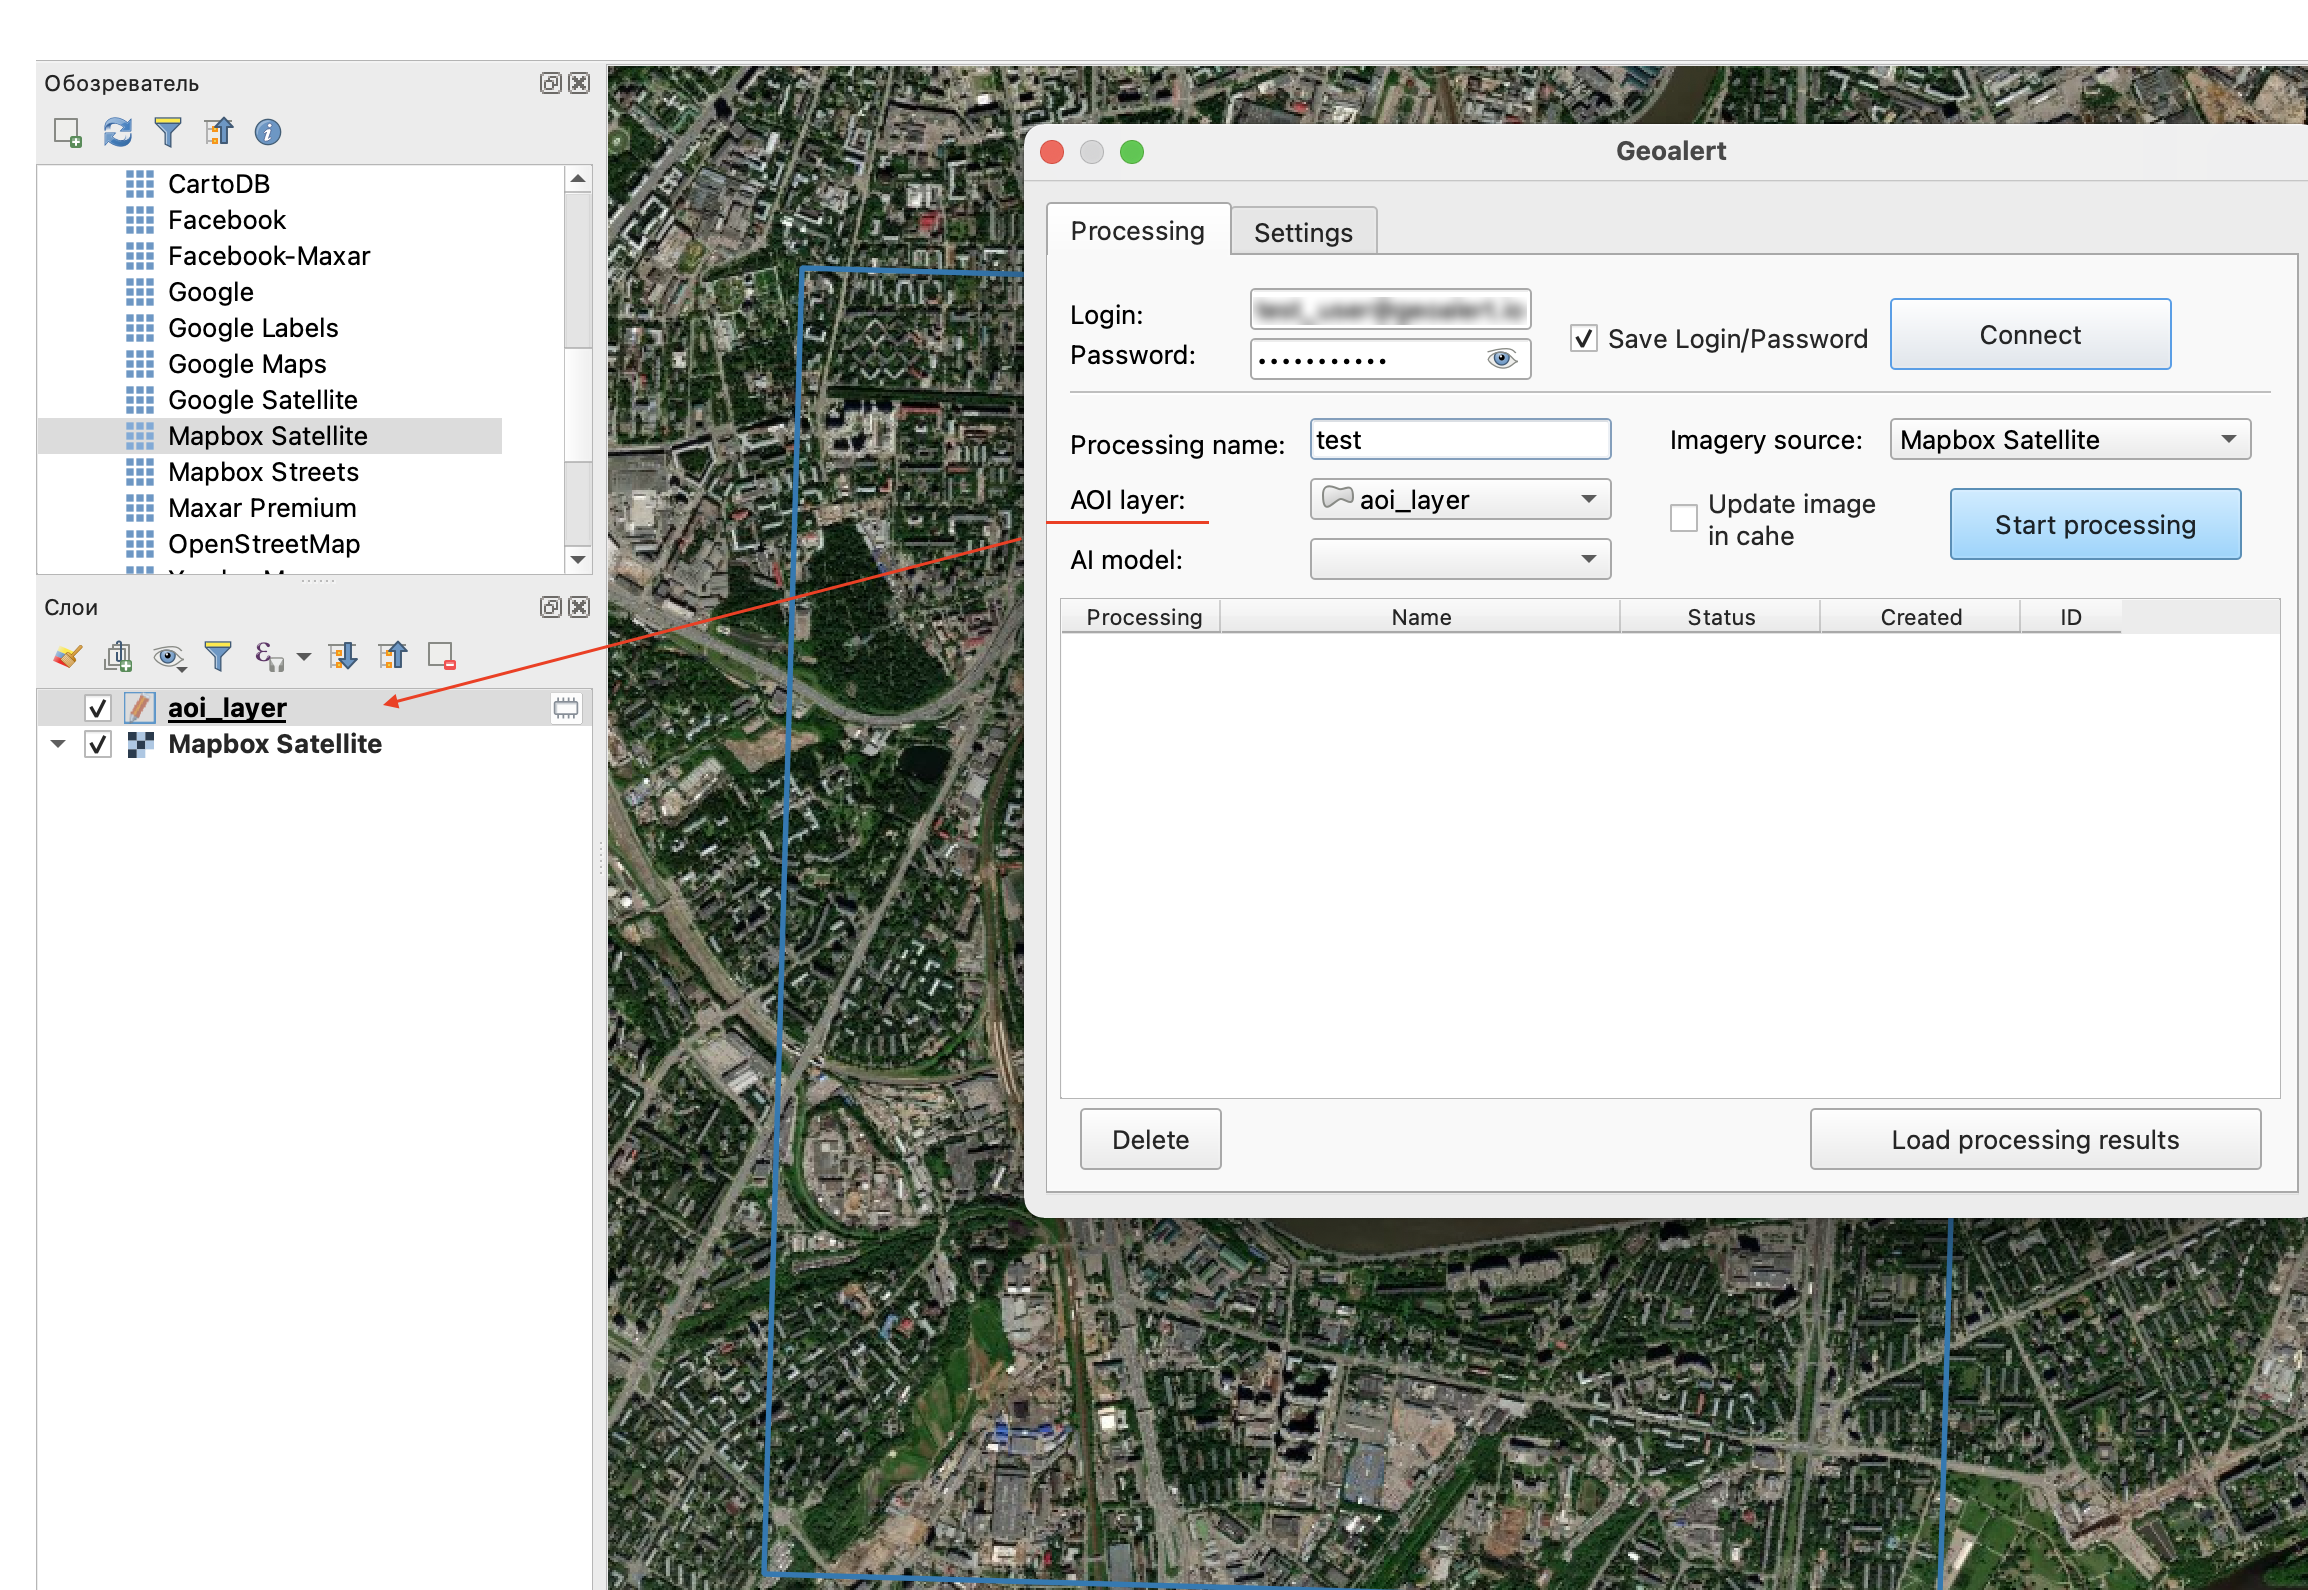 Обозреватель
CartoDB
Facebook
Facebook-Maxar
Google
Google Labels
Google Maps
Google Satellite
Mapbox Satellite
Mapbox Streets
Maxar Premium
OpenStreetMap
Слои
aoi_layer
Mapbox Satellite
Geoalert
Processing
Settings
Login:
Password:
Save Login/Password
Connect
Processing name:
test
Imagery source:
Mapbox Satellite
AOI layer:
aoi_layer
Update image
in cahe
Start processing
AI model:
Processing
Name
Status
Created
ID
Delete
Load processing results